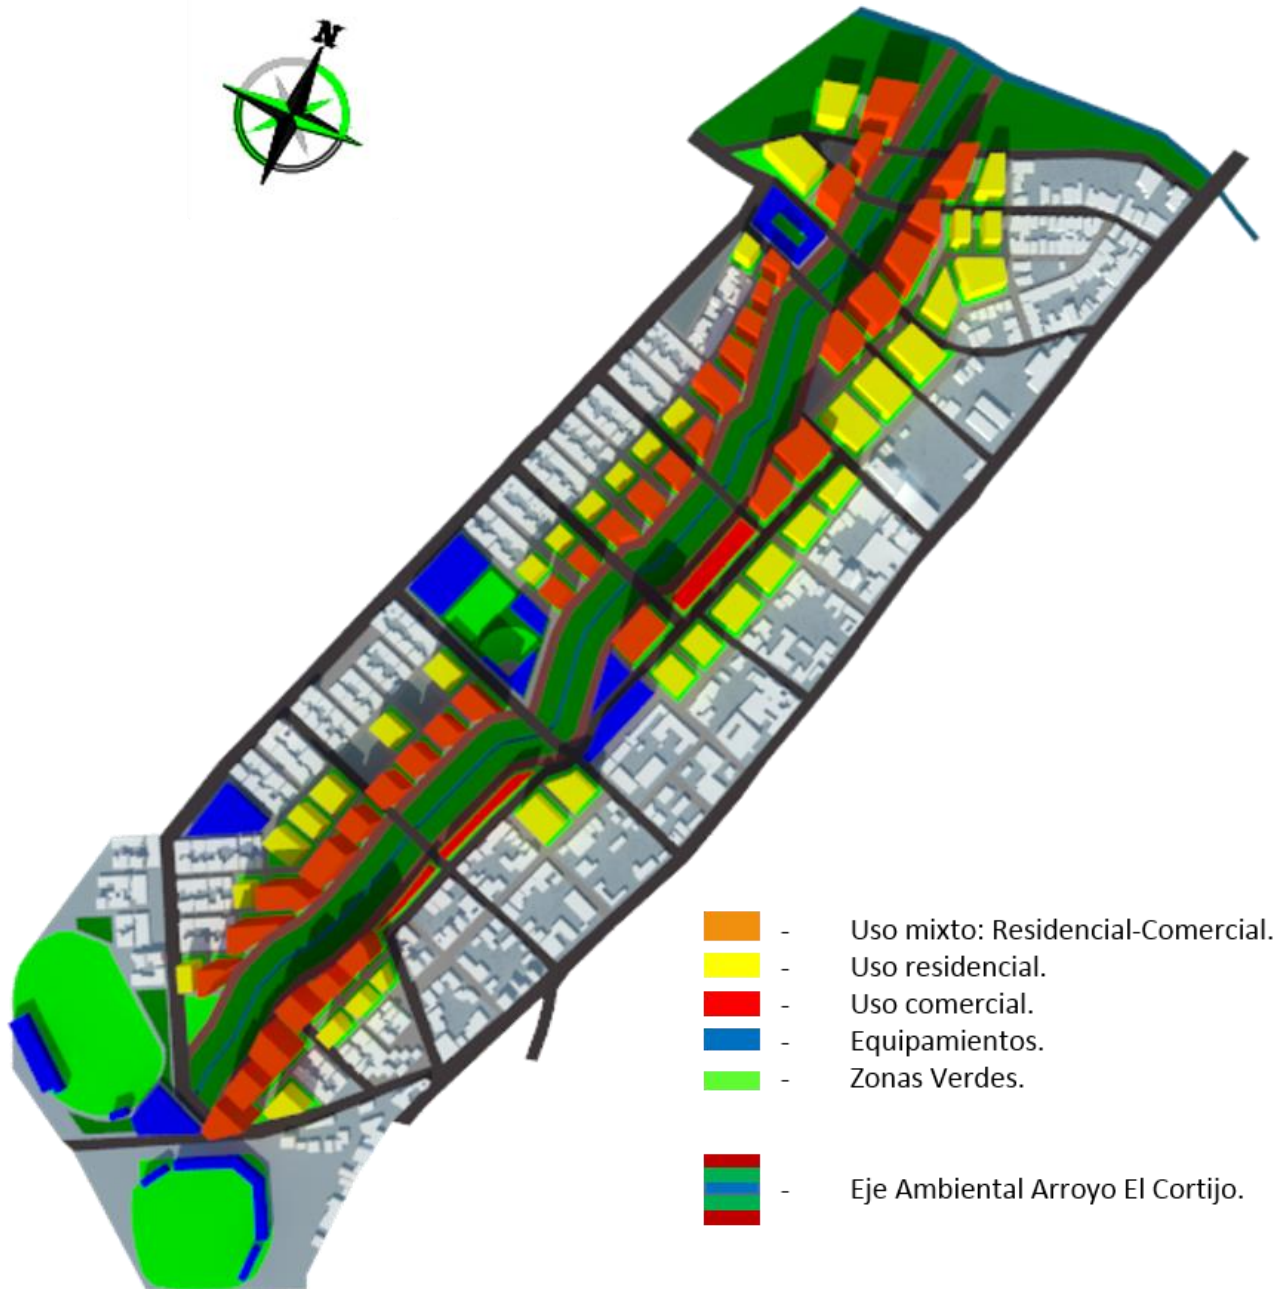 N
- Uso mixto: Residencial-Comercial.
- Uso residencial.
- Uso comercial.
- Equipamientos.
- Zonas Verdes.
- Eje Ambiental Arroyo El Cortijo.